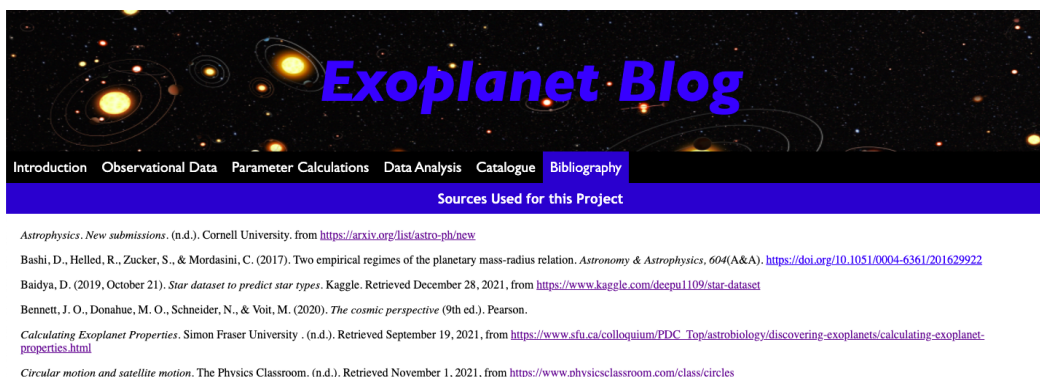 Exoplanet Blog
Introduction Observational Data Parameter Calculations Data Analysis Catalogue Bibliography
Sources Used for this Project
Astrophysics. New submissions. (n.d.). Cornell University. from https://arxiv.org/list/astro-ph/new
Bashi, D., Helled, R., Zucker, S., & Mordasini, C. (2017). Two empirical regimes of the planetary mass-radius relation. Astronomy & Astrophysics, 604(A&A). https://doi.org/10.1051/0004-6361/201629922
Baidya, D. (2019, October 21). Star dataset to predict star types. Kaggle. Retrieved December 28, 2021, from https://www.kaggle.com/deepu1109/star-dataset
Bennett, J. O., Donahue, M. O., Schneider, N., & Voit, M. (2020). The cosmic perspective (9th ed.). Pearson.
Calculating Exoplanet Properties. Simon Fraser University . (n.d.). Retrieved September 19, 2021, from https://www.sfu.ca/colloquium/PDC_Top/astrobiology/discovering-exoplanets/calculating-exoplanet-
properties.html
Circular motion and satellite motion. The Physics Classroom. (n.d.). Retrieved November 1, 2021, from https://www.physicsclassroom.com/class/circles